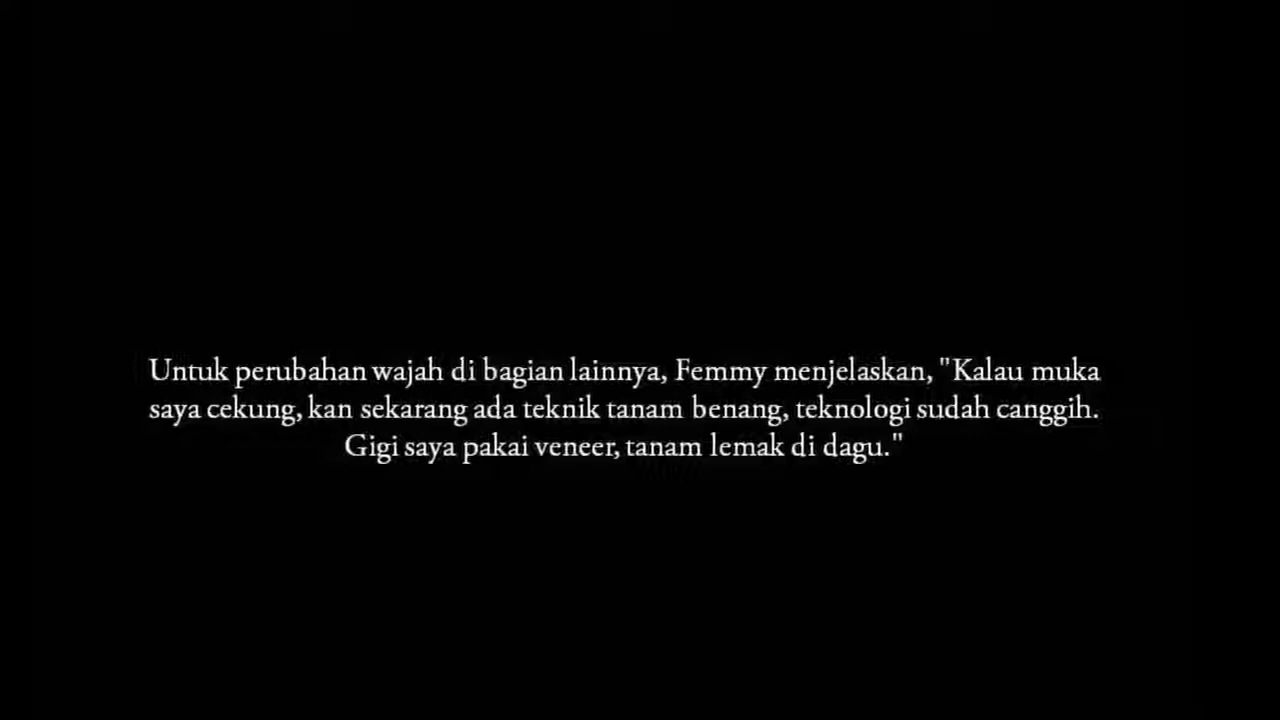 Untuk perubahan wajah di bagian lainnya, Femmy menjelaskan, "Kalau muka
saya cekung, kan sekarang ada teknik tanam benang, teknologi sudah canggih.
Gigi saya pakai veneer, tanam lemak di dagu."